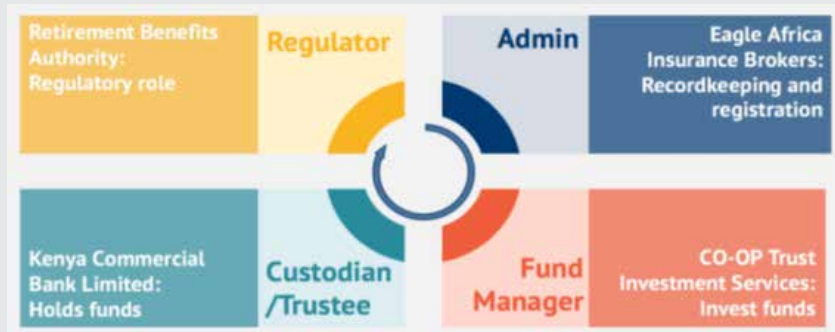 Retirement Benefits
Authority:
Regulatory role
Regulator
Admin
Eagle Africa
Insurance Brokers:
Recordkeeping and
registration
Kenya Commercial
Bank Limited:
Holds funds
Custodian
/Trustee
Fund
Manager
CO-OP Trust
Investment Services:
Invest funds